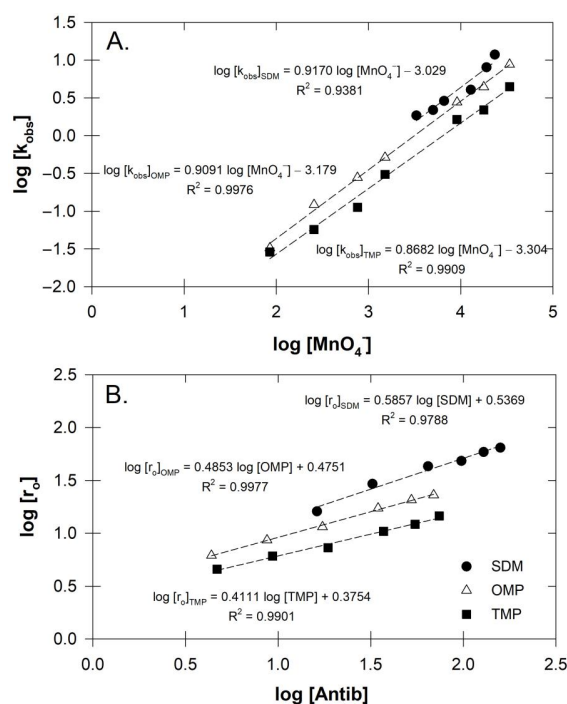 A.
log [kobs]SDM = 0.9170 log [MnO4−] − 3.029
R2 = 0.9381
log [kobs]OMP = 0.9091 log [MnO4−] − 3.179
R2 = 0.9976
log [kobs]TMP = 0.8682 log [MnO4−] − 3.304
R2 = 0.9909
1.5
1.0
0.5
0.0
−0.5
−1.0
−1.5
−2.0
log [kobs]
0 1 2 3 4 5
log [MnO4−]
B.
log [ro]SDM = 0.5857 log [SDM] + 0.5369
R2 = 0.9788
log [ro]OMP = 0.4853 log [OMP] + 0.4751
R2 = 0.9977
SDM
OMP
TMP
log [ro]TMP = 0.4111 log [TMP] + 0.3754
R2 = 0.9901
2.5
2.0
1.5
1.0
0.5
0.0
log [ro]
0.0 0.5 1.0 1.5 2.0 2.5
log [Antib]